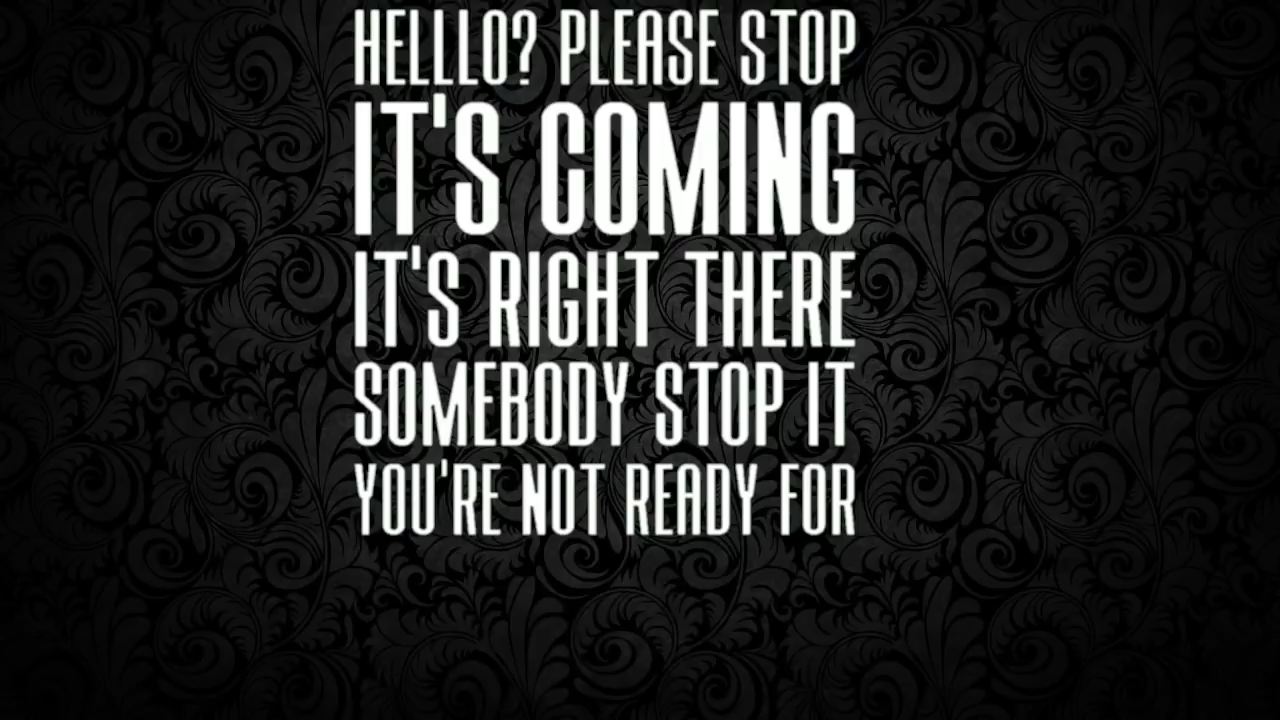 HELLLO? PLEASE STOP
IT'S COMING
IT'S RIGHT THERE
SOMEBODY STOP IT
YOU'RE NOT READY FOR